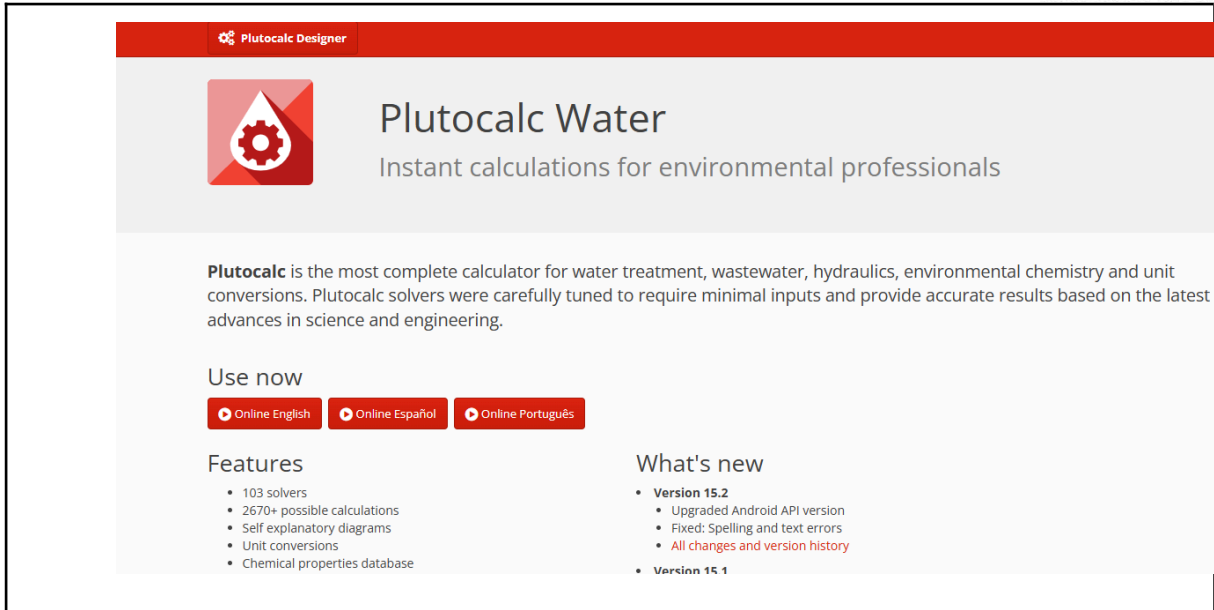 Plutocalc Designer
Plutocalc Water
Instant calculations for environmental professionals
Plutocalc is the most complete calculator for water treatment, wastewater, hydraulics, environmental chemistry and unit
conversions. Plutocalc solvers were carefully tuned to require minimal inputs and provide accurate results based on the latest
advances in science and engineering.
Use now
Online English
Online Español
Online Português
Features
103 solvers
2670+ possible calculations
Self explanatory diagrams
Unit conversions
Chemical properties database
What's new
Version 15.2
Upgraded Android API version
Fixed: Spelling and text errors
All changes and version history
Version 15.1